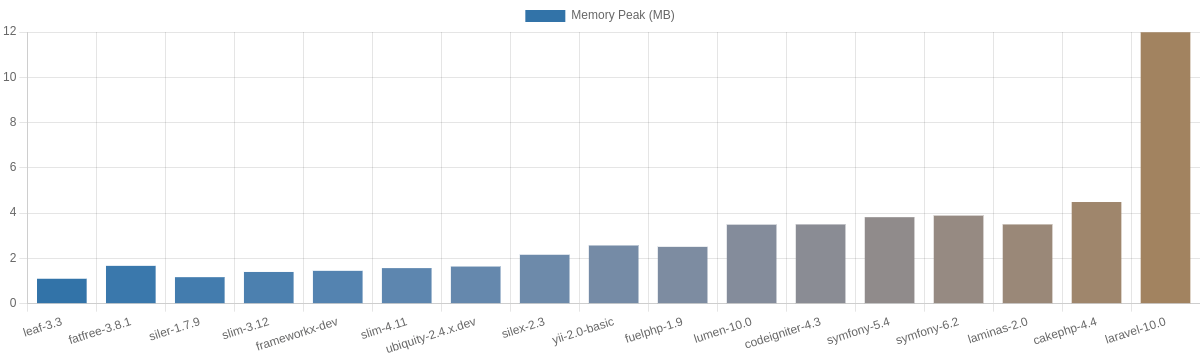 Memory Peak (MB)
12
10
8
6
4
2
0
leaf-3.3
fatfree-3.8.1
siler-1.7.9
slim-3.12
frameworkx-dev
slim-4.11
ubiquity-2.4.x.dev
silex-2.3
yii-2.0-basic
fuelphp-1.9
lumen-10.0
codeigniter-4.3
symfony-5.4
symfony-6.2
laminas-2.0
cakephp-4.4
laravel-10.0